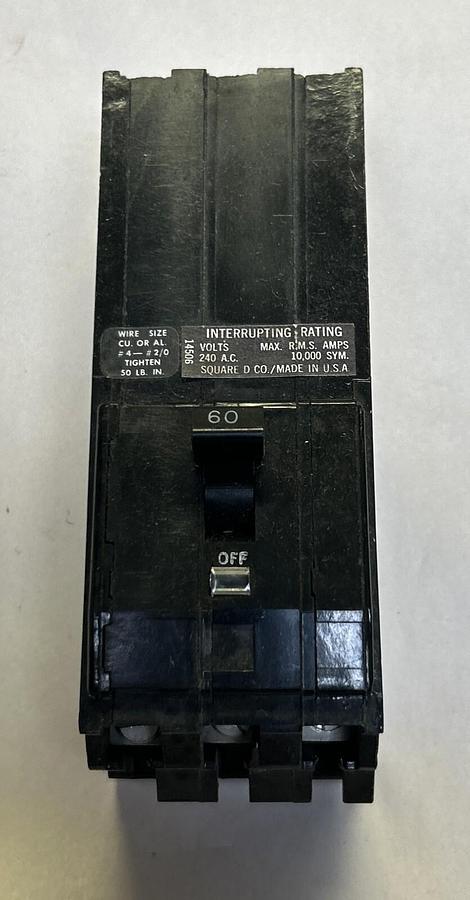 WIRE SIZE
CU. OR AL.
#4—#2/0
TIGHTEN
50 LB. IN.
14506
INTERRUPTING RATING
VOLTS MAX. R.M.S. AMPS
240 A.C. 10,000 SYM.
SQUARE D CO./MADE IN U.S.A
60
OFF